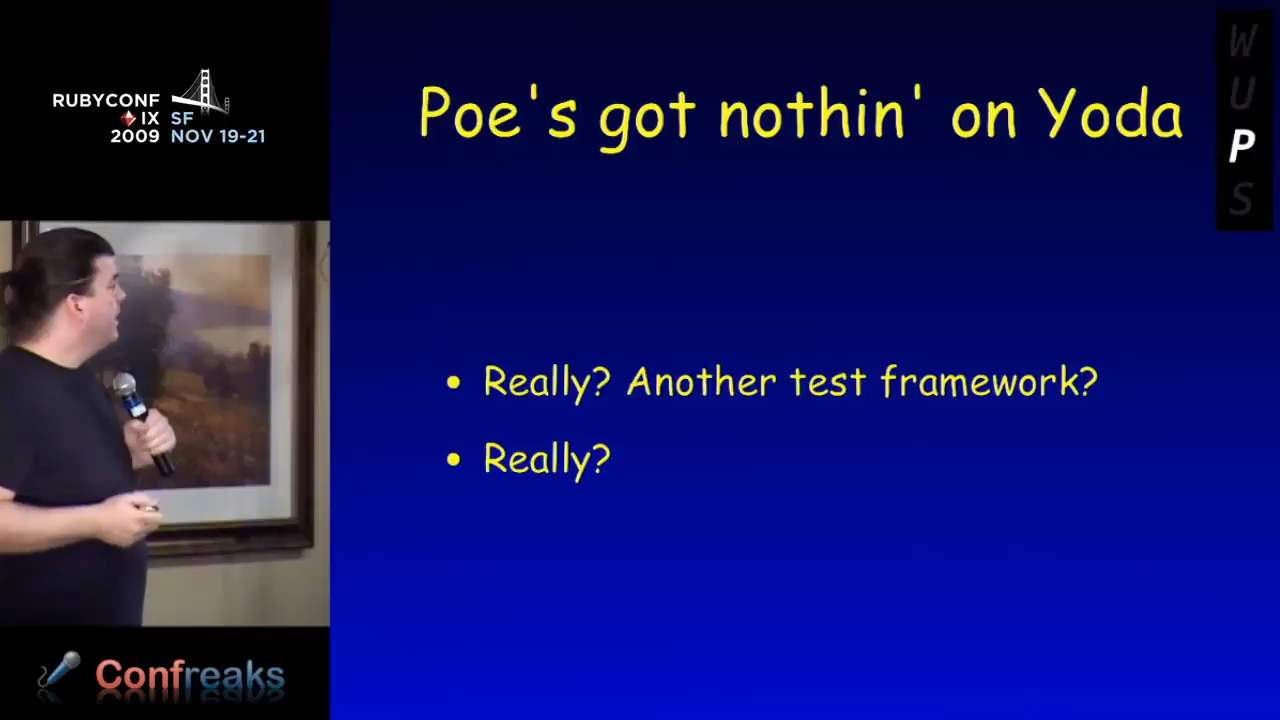 RUBYCONF
IX SF
2009 NOV 19-21
Poe's got nothin' on Yoda
W
U
P
S
• Really? Another test framework?
• Really?
Confreaks